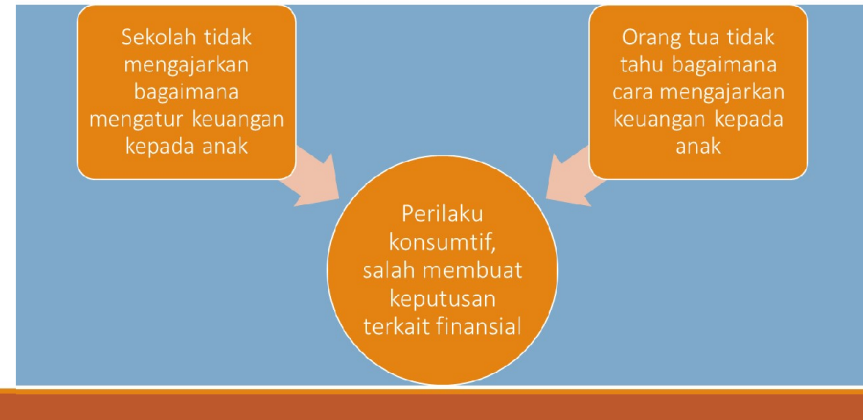 Sekolah tidak
mengajarkan
bagaimana
mengatur keuangan
kepada anak
Orang tua tidak
tahu bagaimana
cara mengajarkan
keuangan kepada
anak
Perilaku
konsumtif,
salah membuat
keputusan
terkait finansial